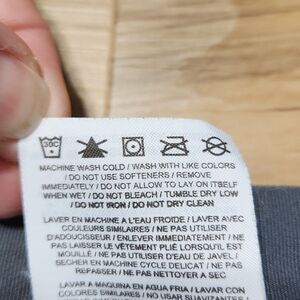 30C
MACHINE WASH COLD / WASH WITH LIKE COLORS
/ DO NOT USE SOFTENERS / REMOVE
IMMEDIATELY / DO NOT ALLOW TO LAY ON ITSELF
WHEN WET / DO NOT BLEACH / TUMBLE DRY LOW
/ DO NOT IRON / DO NOT DRY CLEAN
LAVER EN MACHINE A L'EAU FROIDE / LAVER AVEC
COULEURS SIMILAIRES / NE PAS UTILISER
D'ADOUCISSEUR / ENLEVER IMMEDIATEMENT / NE
PAS LAISSER LE VÊTEMENT PLIÉ LORSQU'IL EST
MOUILLÉ / NE PAS UTILISER D'EAU DE JAVEL /
SECHER EN MACHINE CYCLE DELICAT / NE PAS
REPASSER / NE PAS NETTOYER A SEC
LAVAR A MAQUINA EN AGUA FRIA / LAVAR CON
COLORES SIMILARES / NO USAR SUAVIZANTES